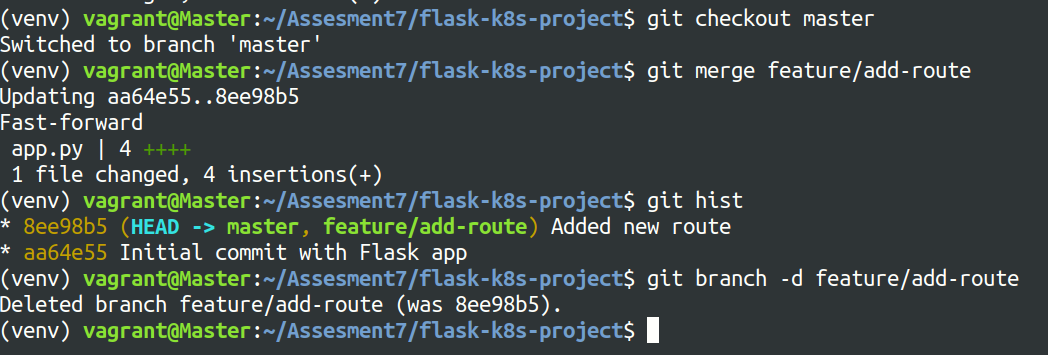 (venv) vagrant@Master:~/Assesment7/flask-k8s-project$ git checkout master
Switched to branch 'master'
(venv) vagrant@Master:~/Assesment7/flask-k8s-project$ git merge feature/add-route
Updating aa64e55..8ee98b5
Fast-forward
 app.py | 4 ++++
 1 file changed, 4 insertions(+)
(venv) vagrant@Master:~/Assesment7/flask-k8s-project$ git hist
* 8ee98b5 (HEAD -> master, feature/add-route) Added new route
* aa64e55 Initial commit with Flask app
(venv) vagrant@Master:~/Assesment7/flask-k8s-project$ git branch -d feature/add-route
Deleted branch feature/add-route (was 8ee98b5).
(venv) vagrant@Master:~/Assesment7/flask-k8s-project$